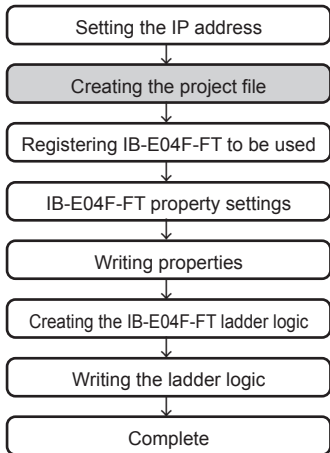 Setting the IP address
Creating the project file
Registering IB-E04F-FT to be used
IB-E04F-FT property settings
Writing properties
Creating the IB-E04F-FT ladder logic
Writing the ladder logic
Complete